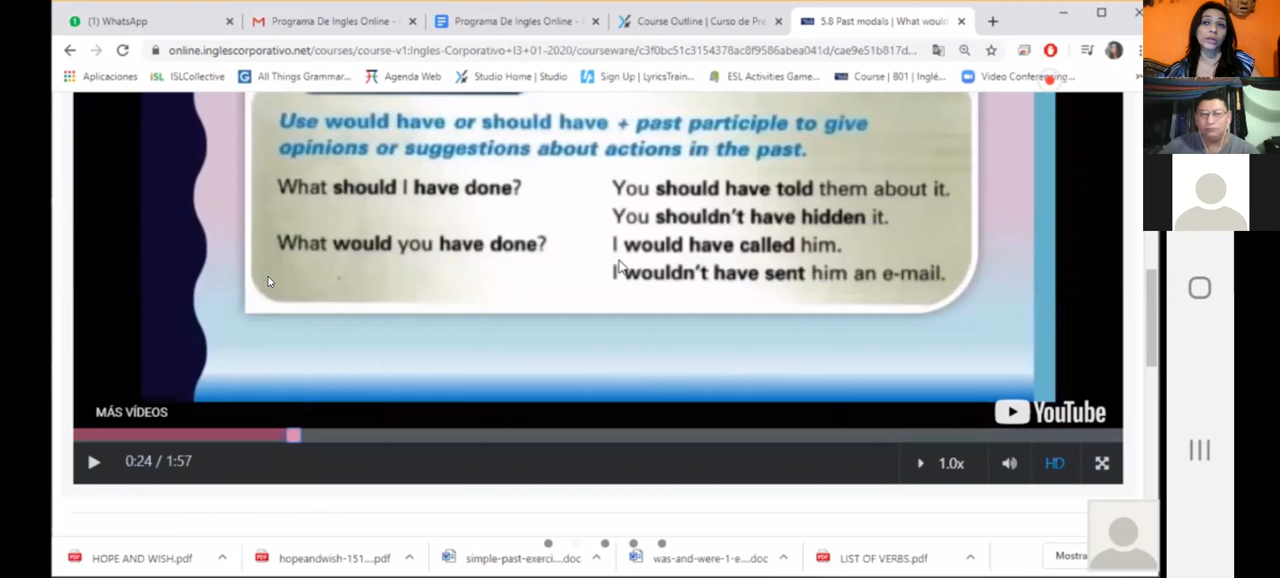 (1) WhatsApp
Programa De Ingles Online -
Programa De Ingles Online -
Course Outline | Curso de Pre
5.8 Past modals | What would
online.inglescorporativo.net/courses/course-v1:Ingles-Corporativo+I3+01-2020/courseware/c3f0bc51c3154378ac8f9586abea041d/cae9e51b817d...
Aplicaciones
iSL ISLCollective
All Things Grammar...
Agenda Web
Studio Home | Studio
Sign Up | LyricsTrain...
ESL Activities Game...
Course | B01 | Inglé...
Video Conferencing...
Use would have or should have + past participle to give
opinions or suggestions about actions in the past.
What should I have done?
You should have told them about it.
You shouldn't have hidden it.
What would you have done?
I would have called him.
I wouldn't have sent him an e-mail.
MÁS VÍDEOS
YouTube
0:24 / 1:57
1.0x
HD
HOPE AND WISH.pdf
hopeandwish-151....pdf
simple-past-exerci....doc
was-and-were-1-e....doc
LIST OF VERBS.pdf
Mostra